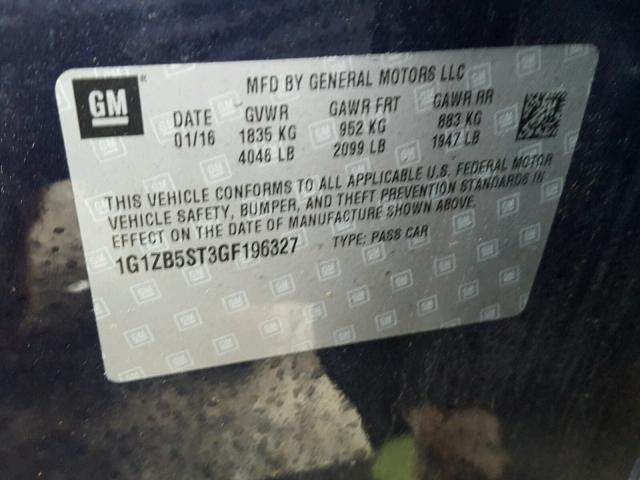 GM
MFD BY GENERAL MOTORS LLC
DATE GVWR GAWR FRT GAWR RR
01/16 1835 KG 952 KG 883 KG
4046 LB 2099 LB 1947 LB
THIS VEHICLE CONFORMS TO ALL APPLICABLE U.S. FEDERAL MOTOR
VEHICLE SAFETY, BUMPER, AND THEFT PREVENTION STANDARDS IN
EFFECT ON THE DATE OF MANUFACTURE SHOWN ABOVE.
1G1ZB5ST3GF196327 TYPE: PASS CAR